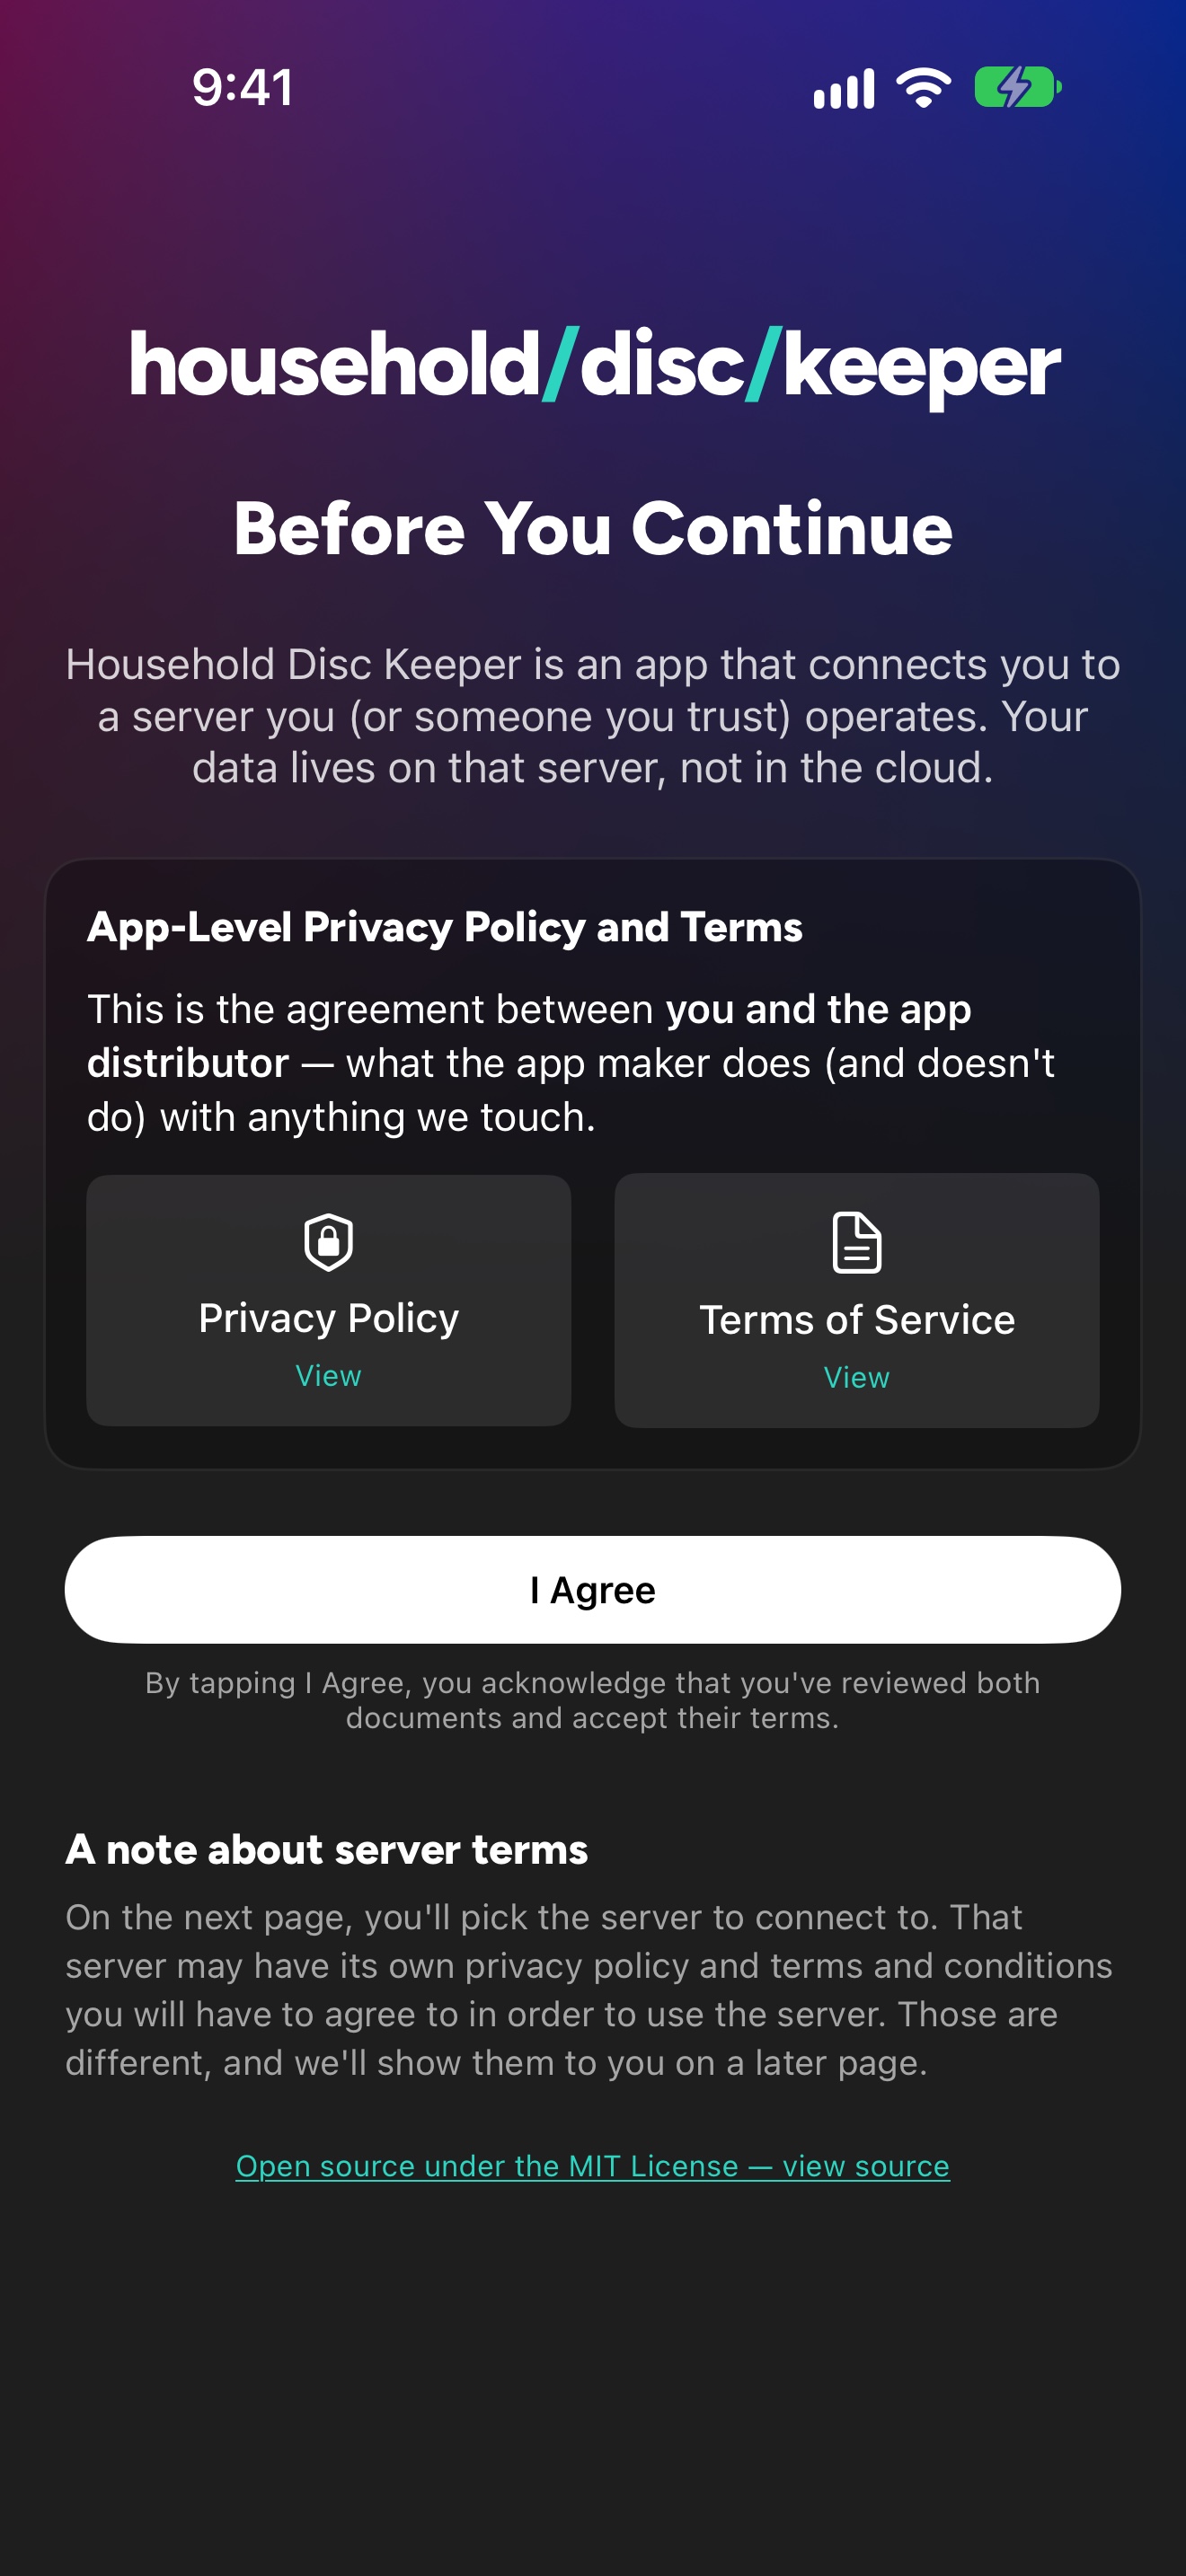 9:41
household/disc/keeper
Before You Continue
Household Disc Keeper is an app that connects you to
a server you (or someone you trust) operates. Your
data lives on that server, not in the cloud.
App-Level Privacy Policy and Terms
This is the agreement between you and the app
distributor — what the app maker does (and doesn't
do) with anything we touch.
Privacy Policy
View
Terms of Service
View
I Agree
By tapping I Agree, you acknowledge that you've reviewed both
documents and accept their terms.
A note about server terms
On the next page, you'll pick the server to connect to. That
server may have its own privacy policy and terms and conditions
you will have to agree to in order to use the server. Those are
different, and we'll show them to you on a later page.
Open source under the MIT License — view source